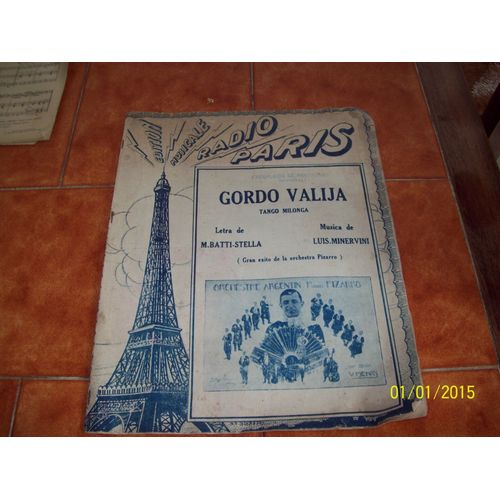 EDITION
MUSICALE
RADIO
PARIS
GORDO VALIJA
TANGO MILONGA
Letra de
M.BATTI-STELLA
Musica de
LUIS.MINERVINI
( Gran exito de la orchestra Pizarro )
ORCHESTRE ARGENTIN
PIZARRO
01/01/2015